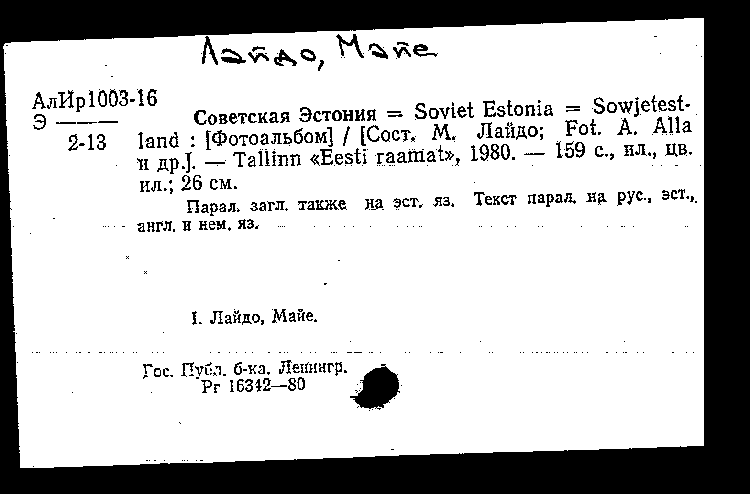 Лайдо, Майе
АлИр1003-16
Э
2-13
Советская Эстония = Soviet Estonia = Sowjetest-
land : [Фотоальбом] / [Сост. М. Лайдо; Fot. A. Alla
и др.]. — Tallinn «Eesti raamat», 1980. — 159 с., ил., цв.
ил.; 26 см.
Парал. загл. также на эст. яз. Текст парал. на рус., эст.,
англ. и нем. яз.
I. Лайдо, Майе.
Гос. Публ. б-ка. Ленингр.
Рг 16342—80